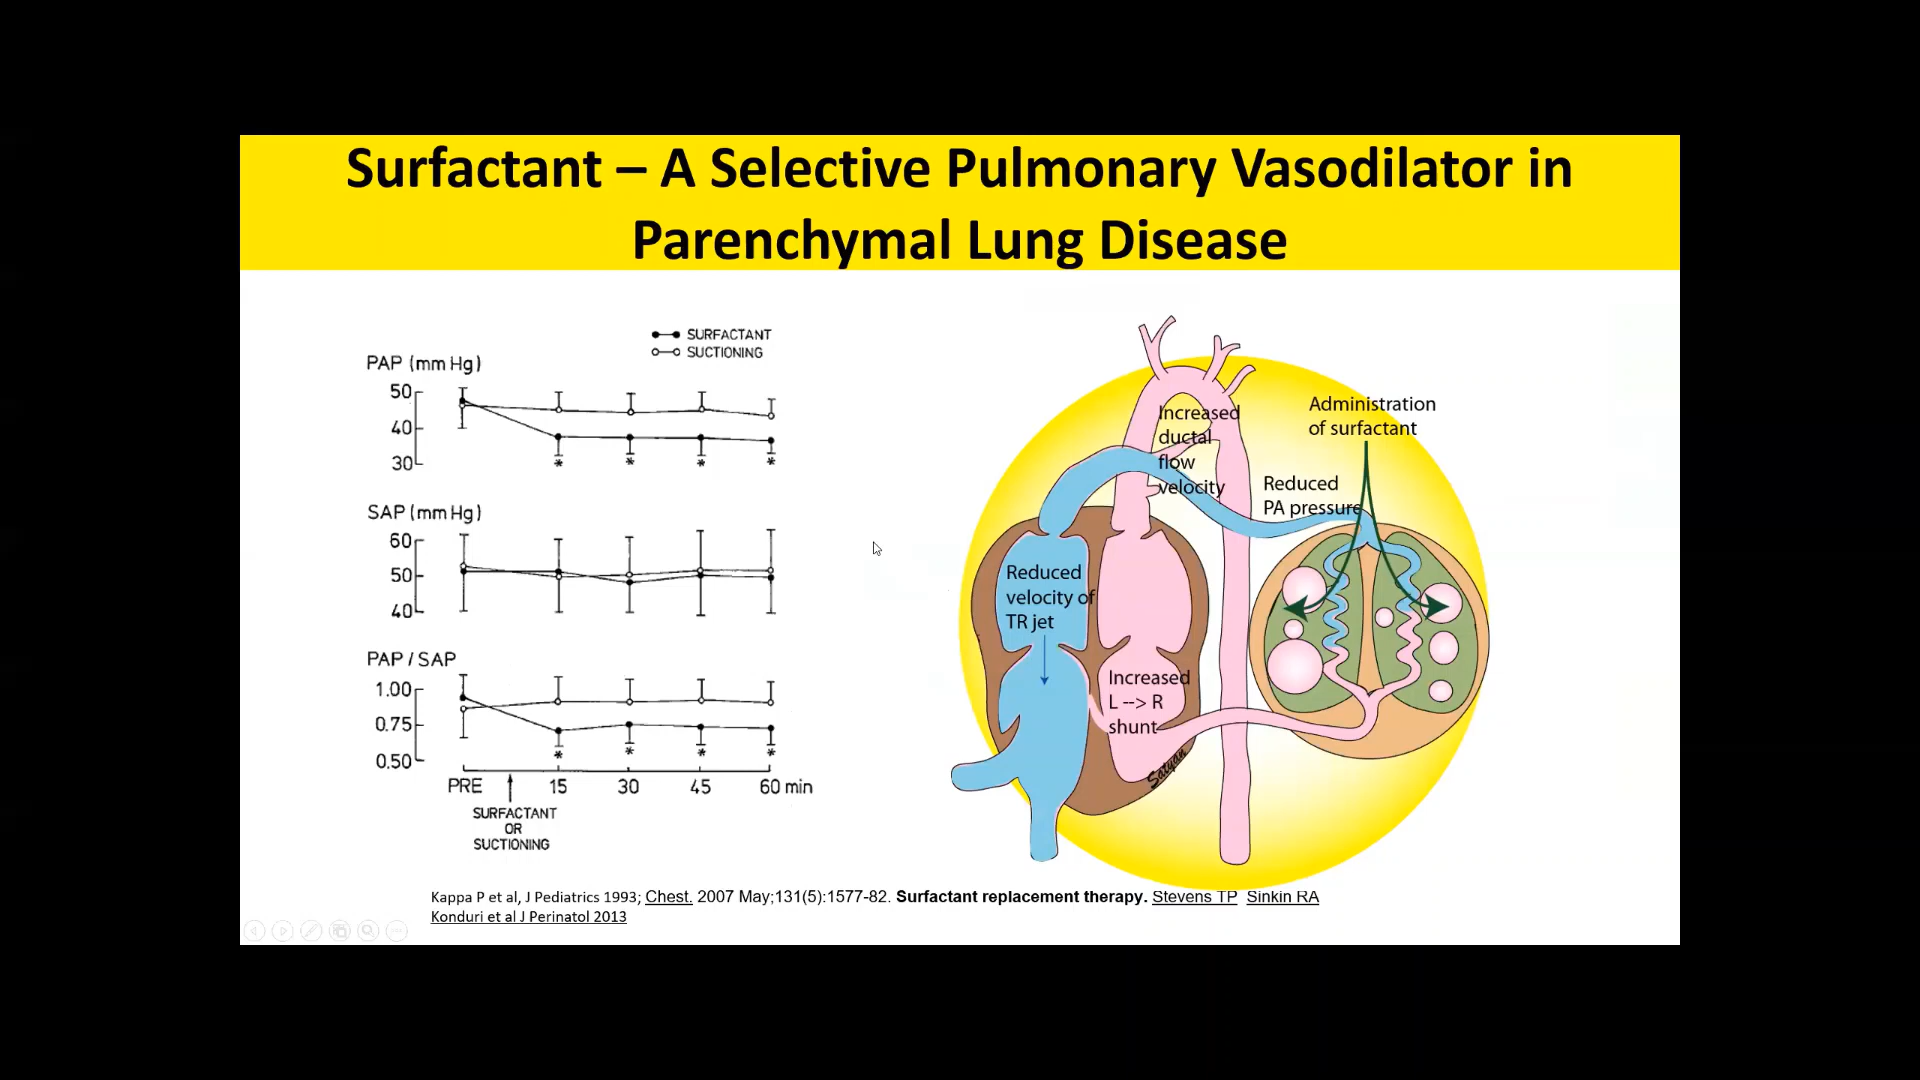 Surfactant – A Selective Pulmonary Vasodilator in
Parenchymal Lung Disease
SURFACTANT
SUCTIONING
PAP (mm Hg)
50
40
30
* * * *
SAP (mm Hg)
60
50
40
PAP / SAP
1.00
0.75
0.50
* * * *
PRE 15 30 45 60 min
SURFACTANT
OR
SUCTIONING
Increased
ductal
flow
velocity
Administration
of surfactant
Reduced
PA pressure
Reduced
velocity of
TR jet
Increased
L --> R
shunt
Satyan
Kappa P et al, J Pediatrics 1993; Chest. 2007 May;131(5):1577-82. Surfactant replacement therapy. Stevens TP Sinkin RA
Konduri et al J Perinatol 2013